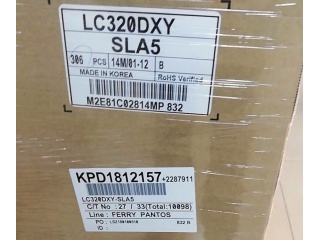 LC320DXY
SLA5
306 PCS 14M/01-12 B
MADE IN KOREA RoHS Verified
M2E81C02814MP 832
KPD1812157+2287911
LC320DXY-SLA5
C/T No : 27 / 33(Total:10098)
Line : FERRY PANTOS
PO :
ID :
822 R